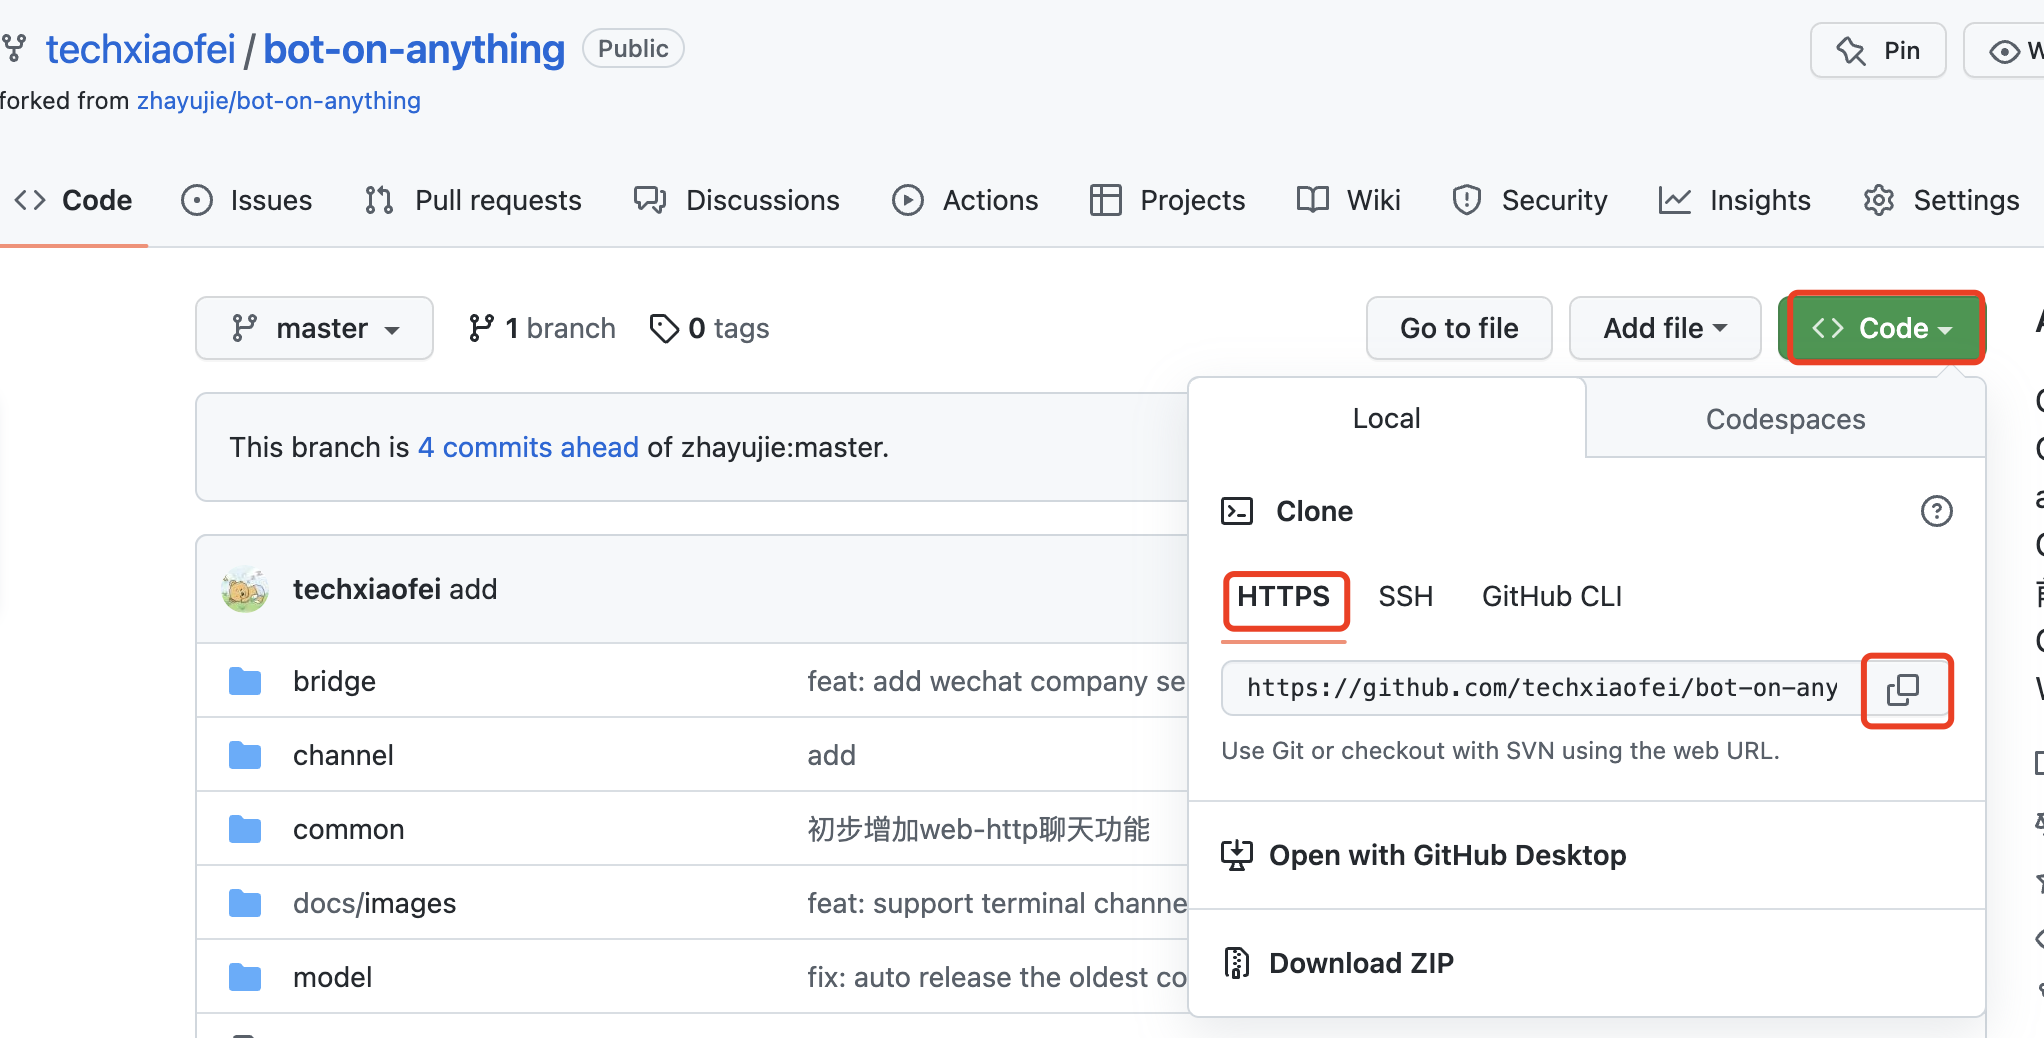 techxiaofei / bot-on-anything Public
Pin
forked from zhayujie/bot-on-anything
Code Issues Pull requests Discussions Actions Projects Wiki Security Insights Settings
master 1 branch 0 tags Go to file Add file Code
Local Codespaces
This branch is 4 commits ahead of zhayujie:master.
Clone
techxiaofei add
HTTPS SSH GitHub CLI
bridge feat: add wechat company se
https://github.com/techxiaofei/bot-on-any
channel add
Use Git or checkout with SVN using the web URL.
common 初步增加web-http聊天功能
Open with GitHub Desktop
docs/images feat: support terminal channe
Download ZIP
model fix: auto release the oldest co